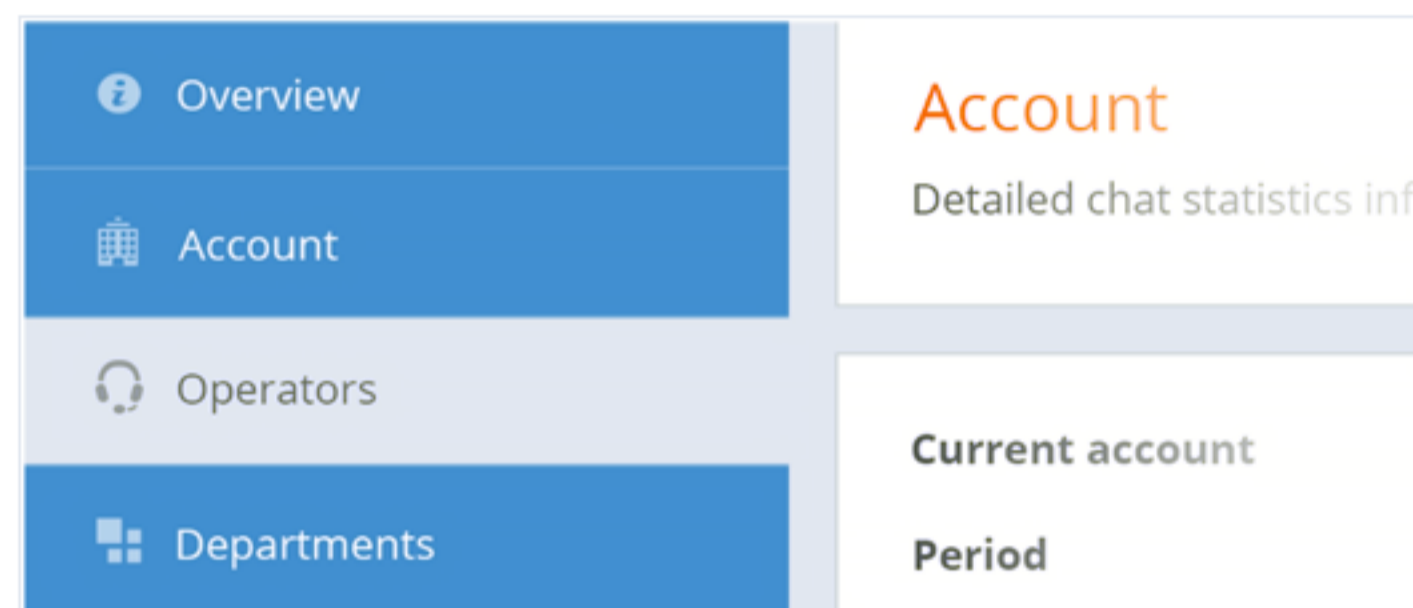 Overview
Account
Operators
Departments
Account
Detailed chat statistics inf
Current account
Period